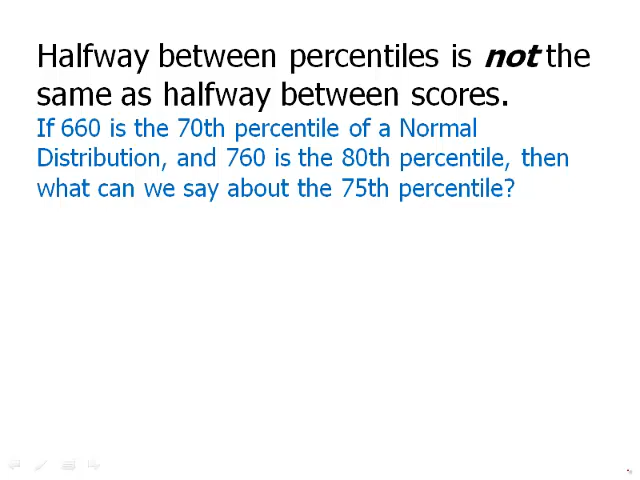 Halfway between percentiles is not the
same as halfway between scores.
If 660 is the 70th percentile of a Normal
Distribution, and 760 is the 80th percentile, then
what can we say about the 75th percentile?